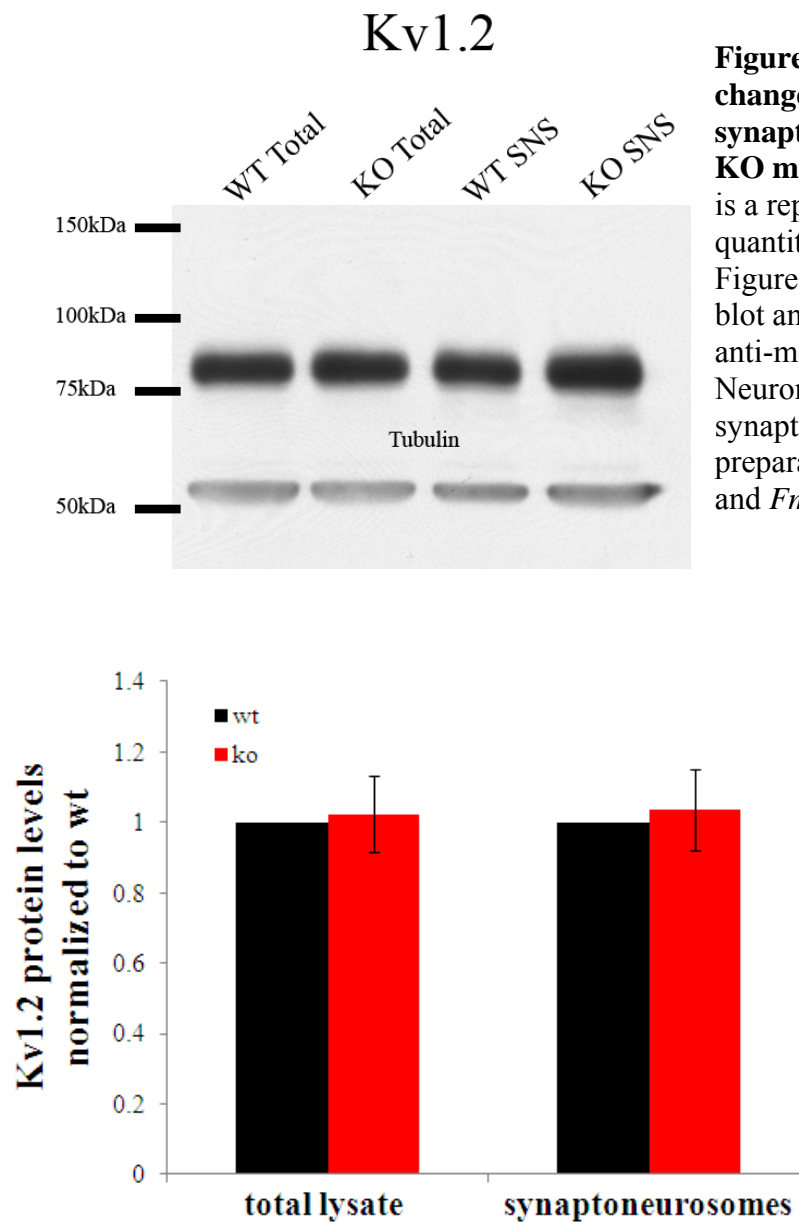 Kv1.2
WT Total
KO Total
WT SNS
KO SNS
150kDa
100kDa
75kDa
Tubulin
50kDa
Figure
change
synapt
KO m
is a rep
quantit
Figure
blot an
anti-m
Neuron
synapt
prepara
and Fn
1.4
1.2
1
0.8
0.6
0.4
0.2
0
wt
ko
Kv1.2 protein levels
normalized to wt
total lysate
synaptoneurosomes